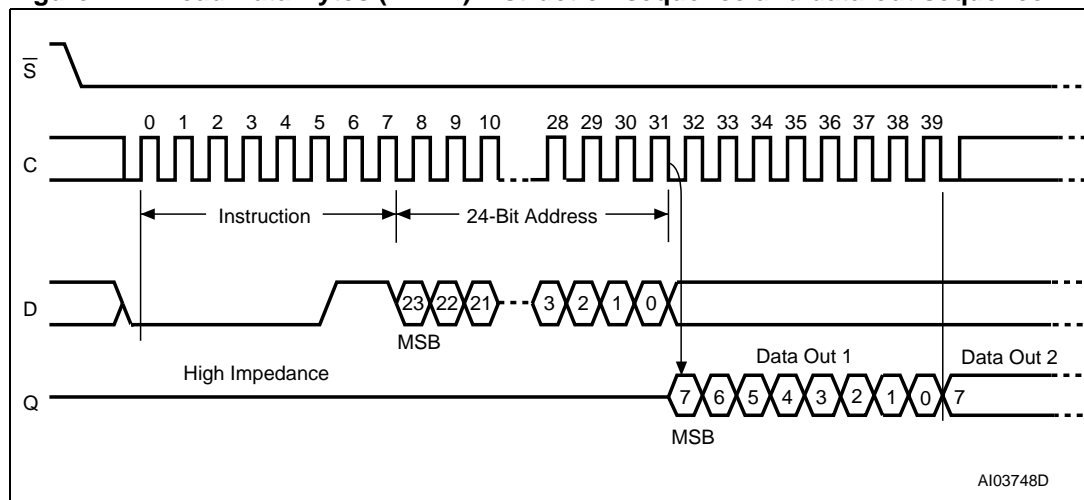 S
0 1 2 3 4 5 6 7 8 9 10 28 29 30 31 32 33 34 35 36 37 38 39
C
Instruction 24-Bit Address
D 23 22 21 3 2 1 0
MSB
High Impedance Data Out 1 Data Out 2
Q 7 6 5 4 3 2 1 0 7
MSB
AI03748D